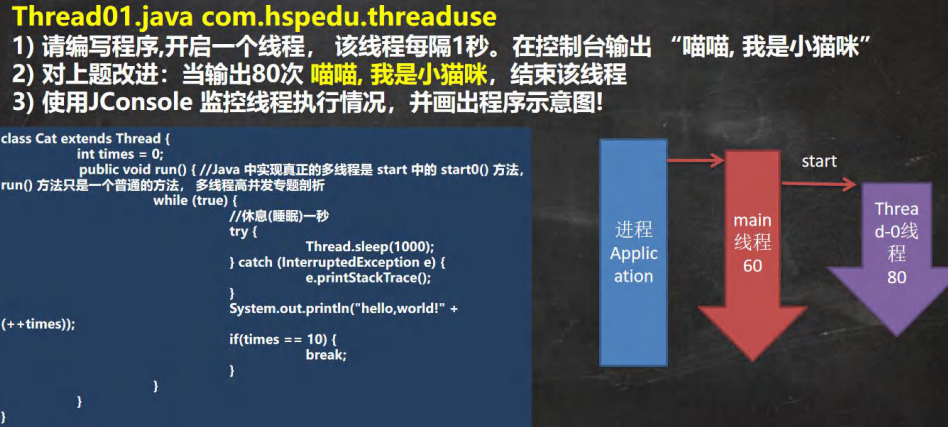 Thread01.java com.hspedu.threaduse
1) 请编写程序,开启一个线程， 该线程每隔1秒。在控制台输出 “喵喵, 我是小猫咪”
2) 对上题改进：当输出80次 喵喵, 我是小猫咪，结束该线程
3) 使用JConsole 监控线程执行情况，并画出程序示意图!
class Cat extends Thread {
int times = 0;
public void run() { //Java 中实现真正的多线程是 start 中的 start0() 方法,
run() 方法只是一个普通的方法， 多线程高并发专题剖析
while (true) {
//休息(睡眠)一秒
try {
Thread.sleep(1000);
} catch (InterruptedException e) {
e.printStackTrace();
}
System.out.println("hello,world!" +
(++times));
if(times == 10) {
break;
}
}
}
}
进程
Applic
ation
main
线程
60
start
Threa
d-0线
程
80